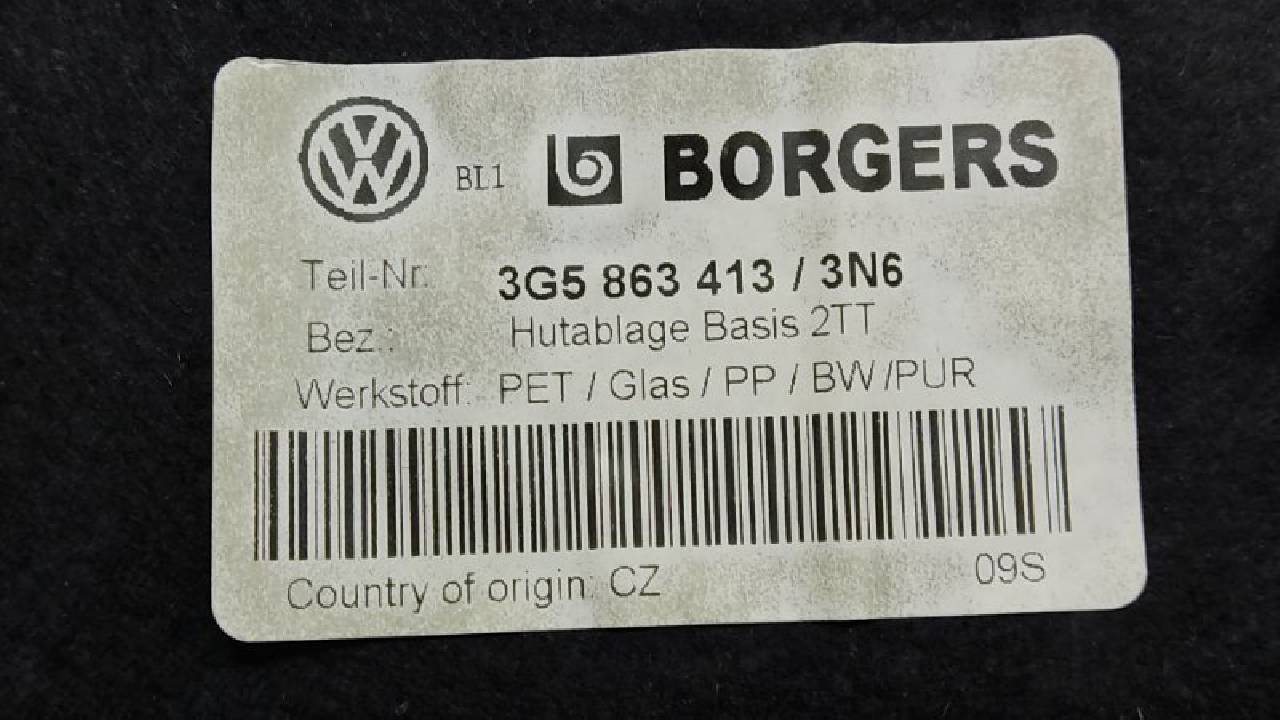 BL1 BORGERS
Teil-Nr. 3G5 863 413 / 3N6
Bez.: Hutablage Basis 2TT
Werkstoff: PET / Glas / PP / BW /PUR
Country of origin: CZ 09S